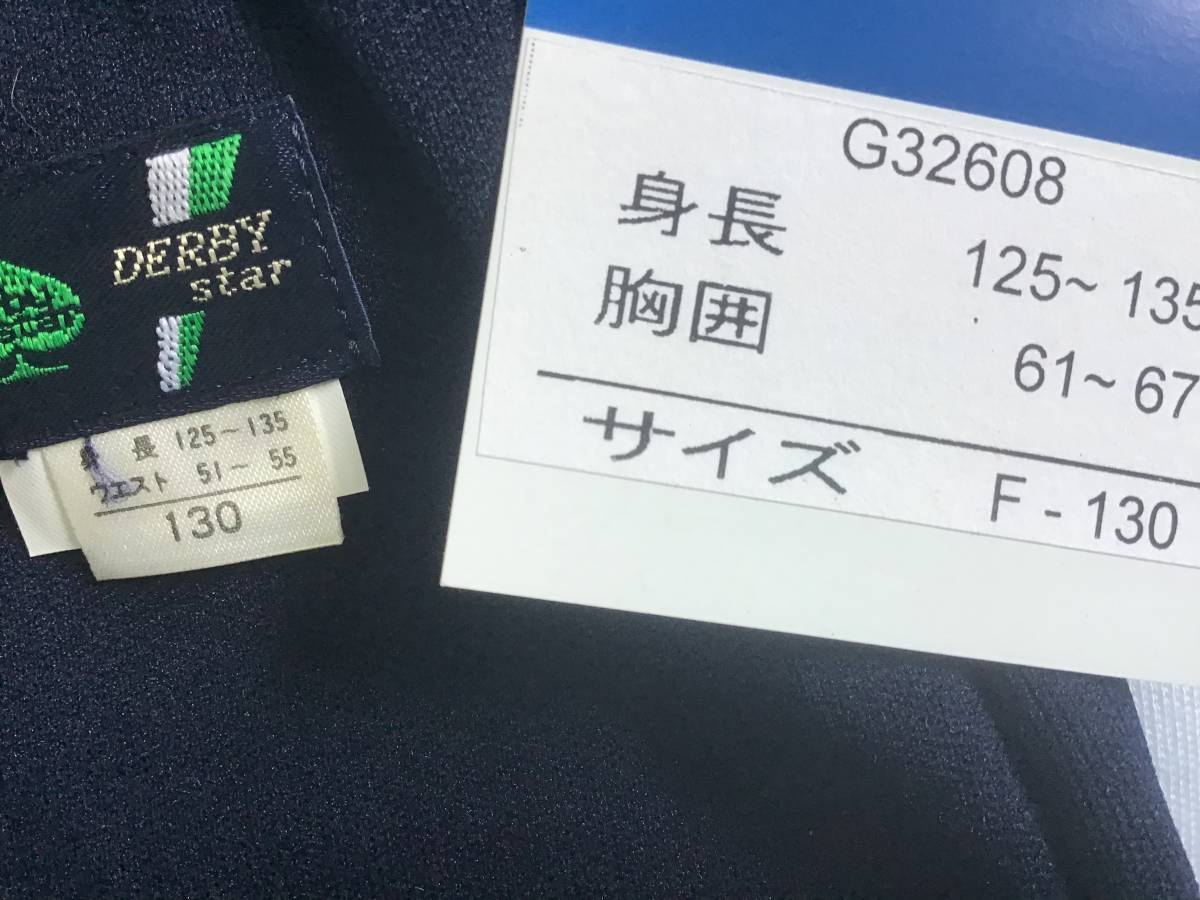 DERBY
star
身 長 125～135
ウエスト 51～ 55
130
G32608
身長 125~ 135
胸囲 61~ 67
サイズ F - 130